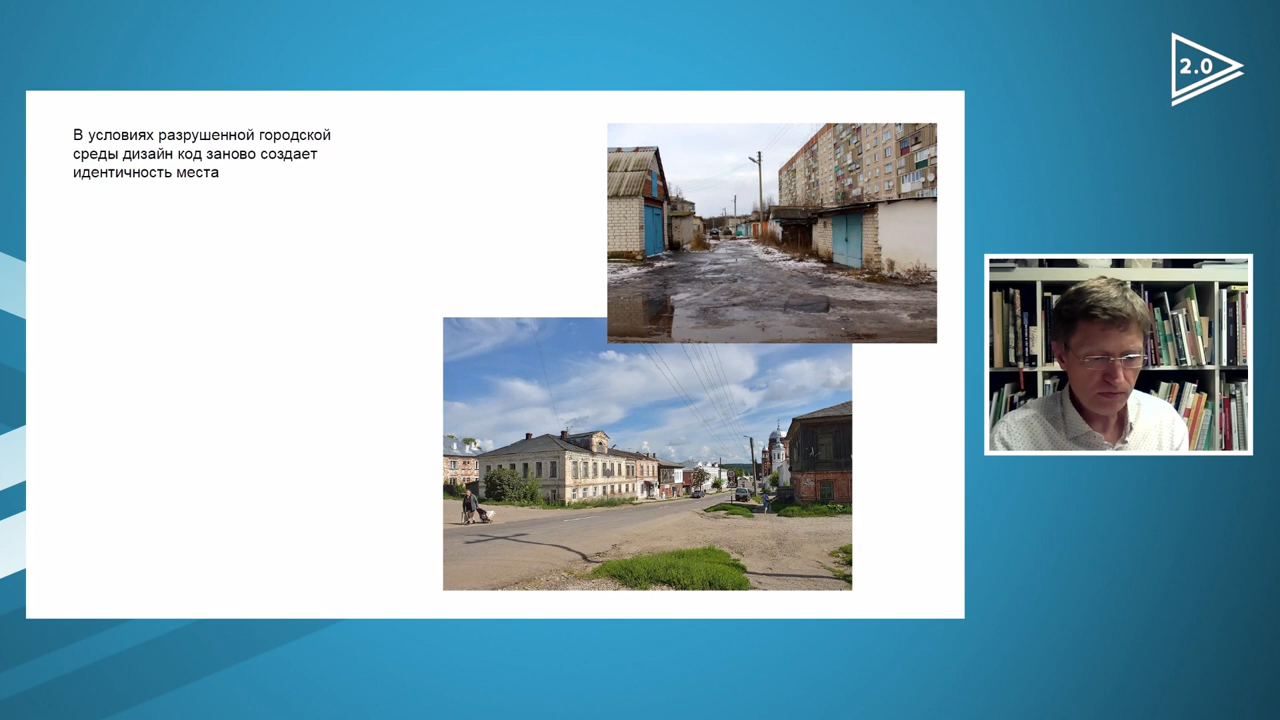 В условиях разрушенной городской
среды дизайн код заново создает
идентичность места
2.0